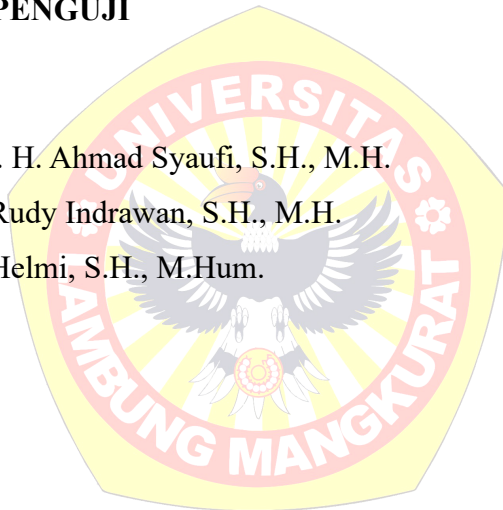 PENGUJI
. H. Ahmad Syaufi, S.H., M.H.
Rudy Indrawan, S.H., M.H.
Helmi, S.H., M.Hum.
UNIVERSITAS
LAMBUNG MANGKURAT